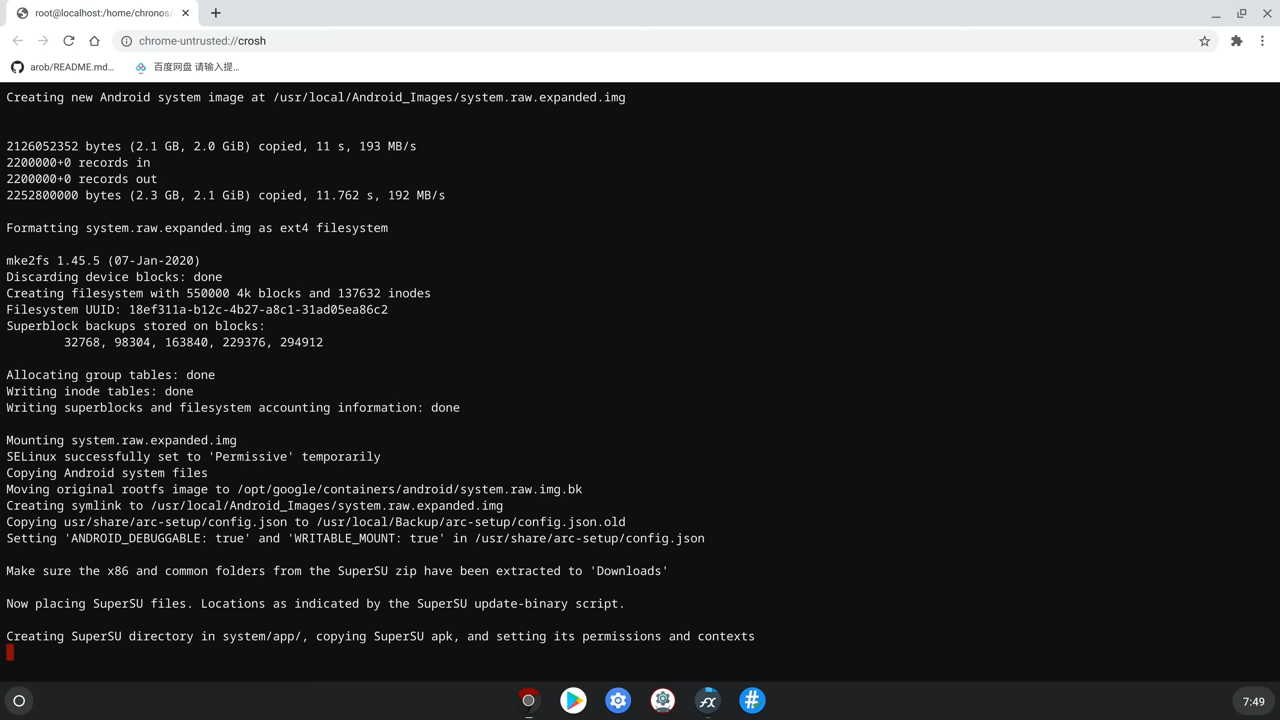 root@localhost:/home/chronos/
chrome-untrusted://crosh
arob/README.md...
百度网盘 请输入提...
Creating new Android system image at /usr/local/Android_Images/system.raw.expanded.img
2126052352 bytes (2.1 GB, 2.0 GiB) copied, 11 s, 193 MB/s
2200000+0 records in
2200000+0 records out
2252800000 bytes (2.3 GB, 2.1 GiB) copied, 11.762 s, 192 MB/s
Formatting system.raw.expanded.img as ext4 filesystem
mke2fs 1.45.5 (07-Jan-2020)
Discarding device blocks: done
Creating filesystem with 550000 4k blocks and 137632 inodes
Filesystem UUID: 18ef311a-b12c-4b27-a8c1-31ad05ea86c2
Superblock backups stored on blocks:
32768, 98304, 163840, 229376, 294912
Allocating group tables: done
Writing inode tables: done
Writing superblocks and filesystem accounting information: done
Mounting system.raw.expanded.img
SELinux successfully set to 'Permissive' temporarily
Copying Android system files
Moving original rootfs image to /opt/google/containers/android/system.raw.img.bk
Creating symlink to /usr/local/Android_Images/system.raw.expanded.img
Copying usr/share/arc-setup/config.json to /usr/local/Backup/arc-setup/config.json.old
Setting 'ANDROID_DEBUGGABLE: true' and 'WRITABLE_MOUNT: true' in /usr/share/arc-setup/config.json
Make sure the x86 and common folders from the SuperSU zip have been extracted to 'Downloads'
Now placing SuperSU files. Locations as indicated by the SuperSU update-binary script.
Creating SuperSU directory in system/app/, copying SuperSU apk, and setting its permissions and contexts
fx
#
7:49